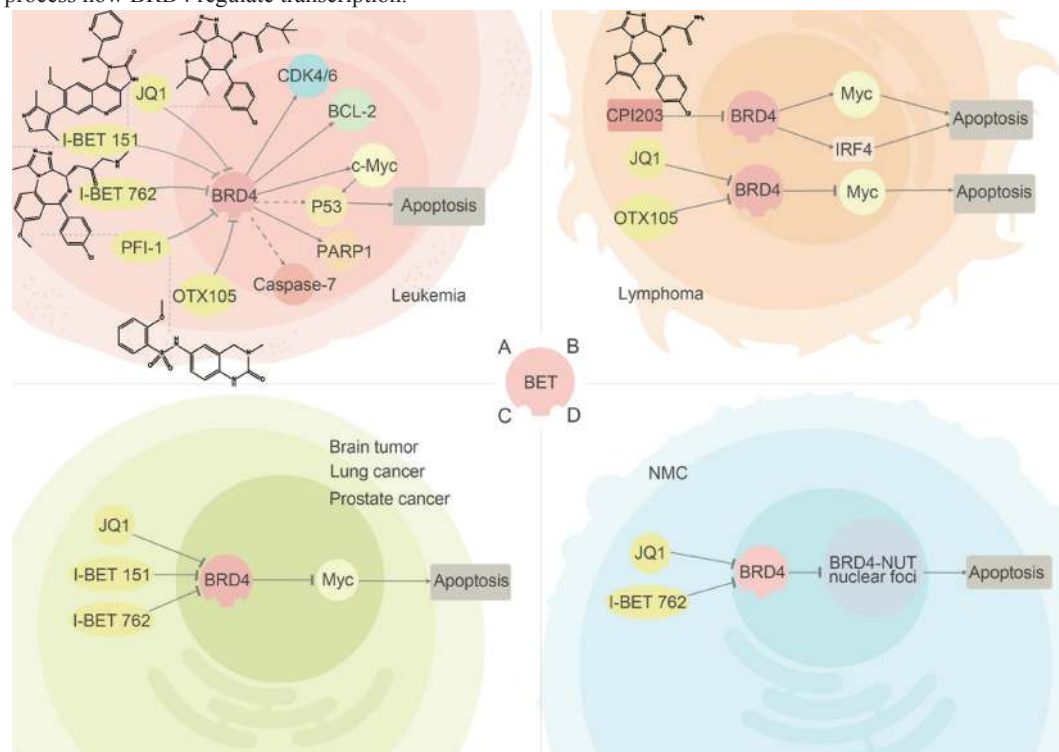 process how BRD4 regulate transcription.
JQ1
I-BET 151
I-BET 762
PFI-1
OTX105
BRD4
CDK4/6
BCL-2
c-Myc
P53
PARP1
Caspase-7
Apoptosis
Leukemia
CPI203
JQ1
OTX105
BRD4
BRD4
Myc
IRF4
Myc
Apoptosis
Apoptosis
Lymphoma
A
B
BET
C
D
Brain tumor
Lung cancer
Prostate cancer
JQ1
I-BET 151
I-BET 762
BRD4
Myc
Apoptosis
NMC
JQ1
I-BET 762
BRD4
BRD4-NUT
nuclear foci
Apoptosis